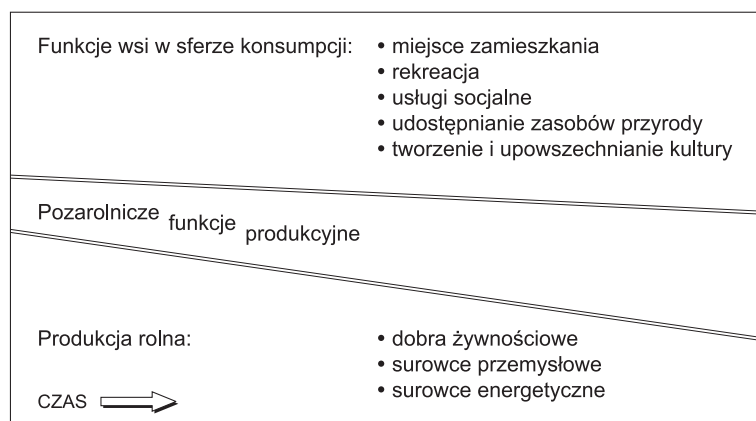 Funkcje wsi w sferze konsumpcji: • miejsce zamieszkania
• rekreacja
• usługi socjalne
• udostępnianie zasobów przyrody
• tworzenie i upowszechnianie kultury
Pozarolnicze funkcje produkcyjne
Produkcja rolna: • dobra żywnościowe
• surowce przemysłowe
• surowce energetyczne
CZAS